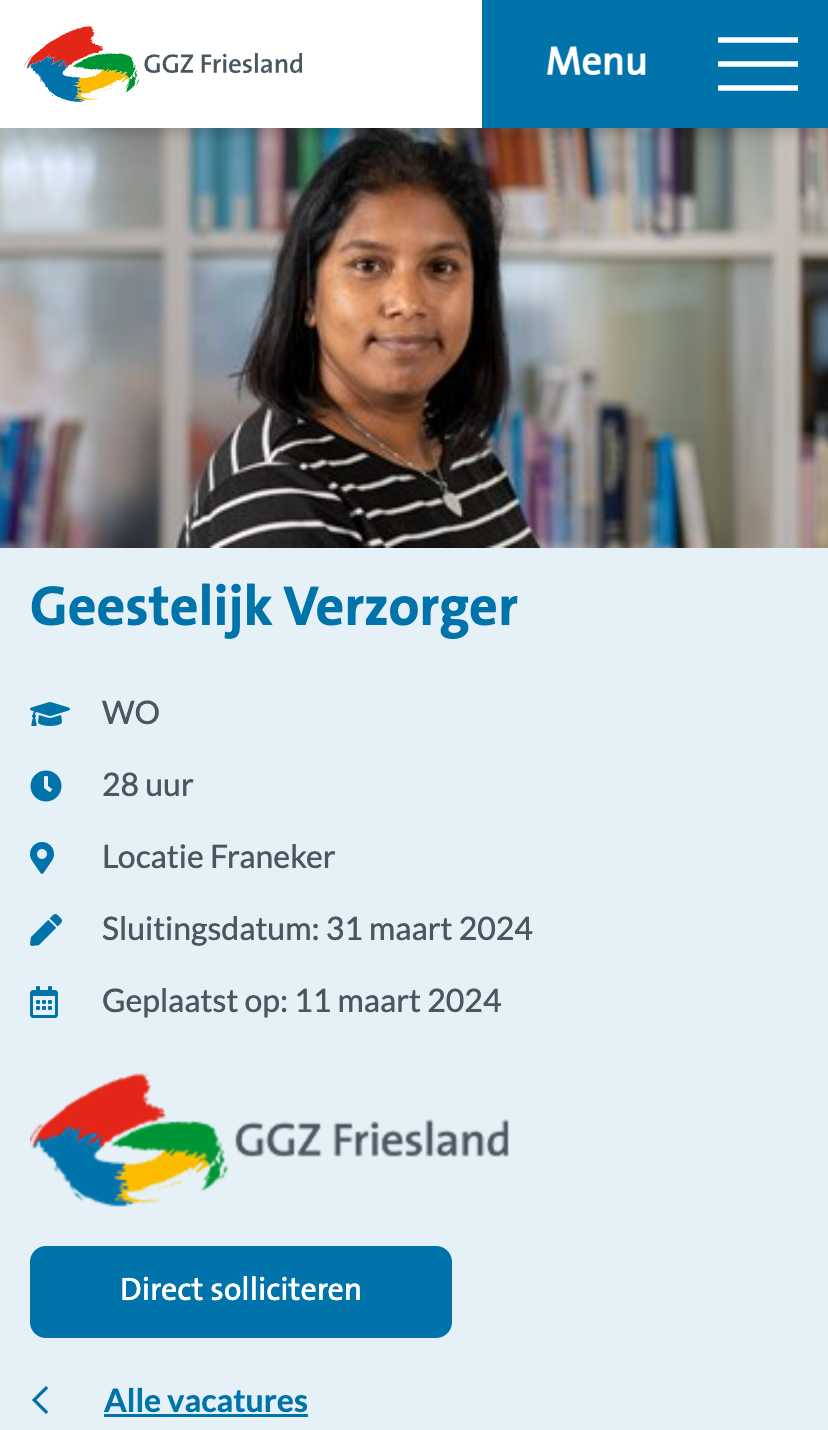 GGZ Friesland
Menu
Geestelijk Verzorger
WO
28 uur
Locatie Franeker
Sluitingsdatum: 31 maart 2024
Geplaatst op: 11 maart 2024
GGZ Friesland
Direct solliciteren
Alle vacatures